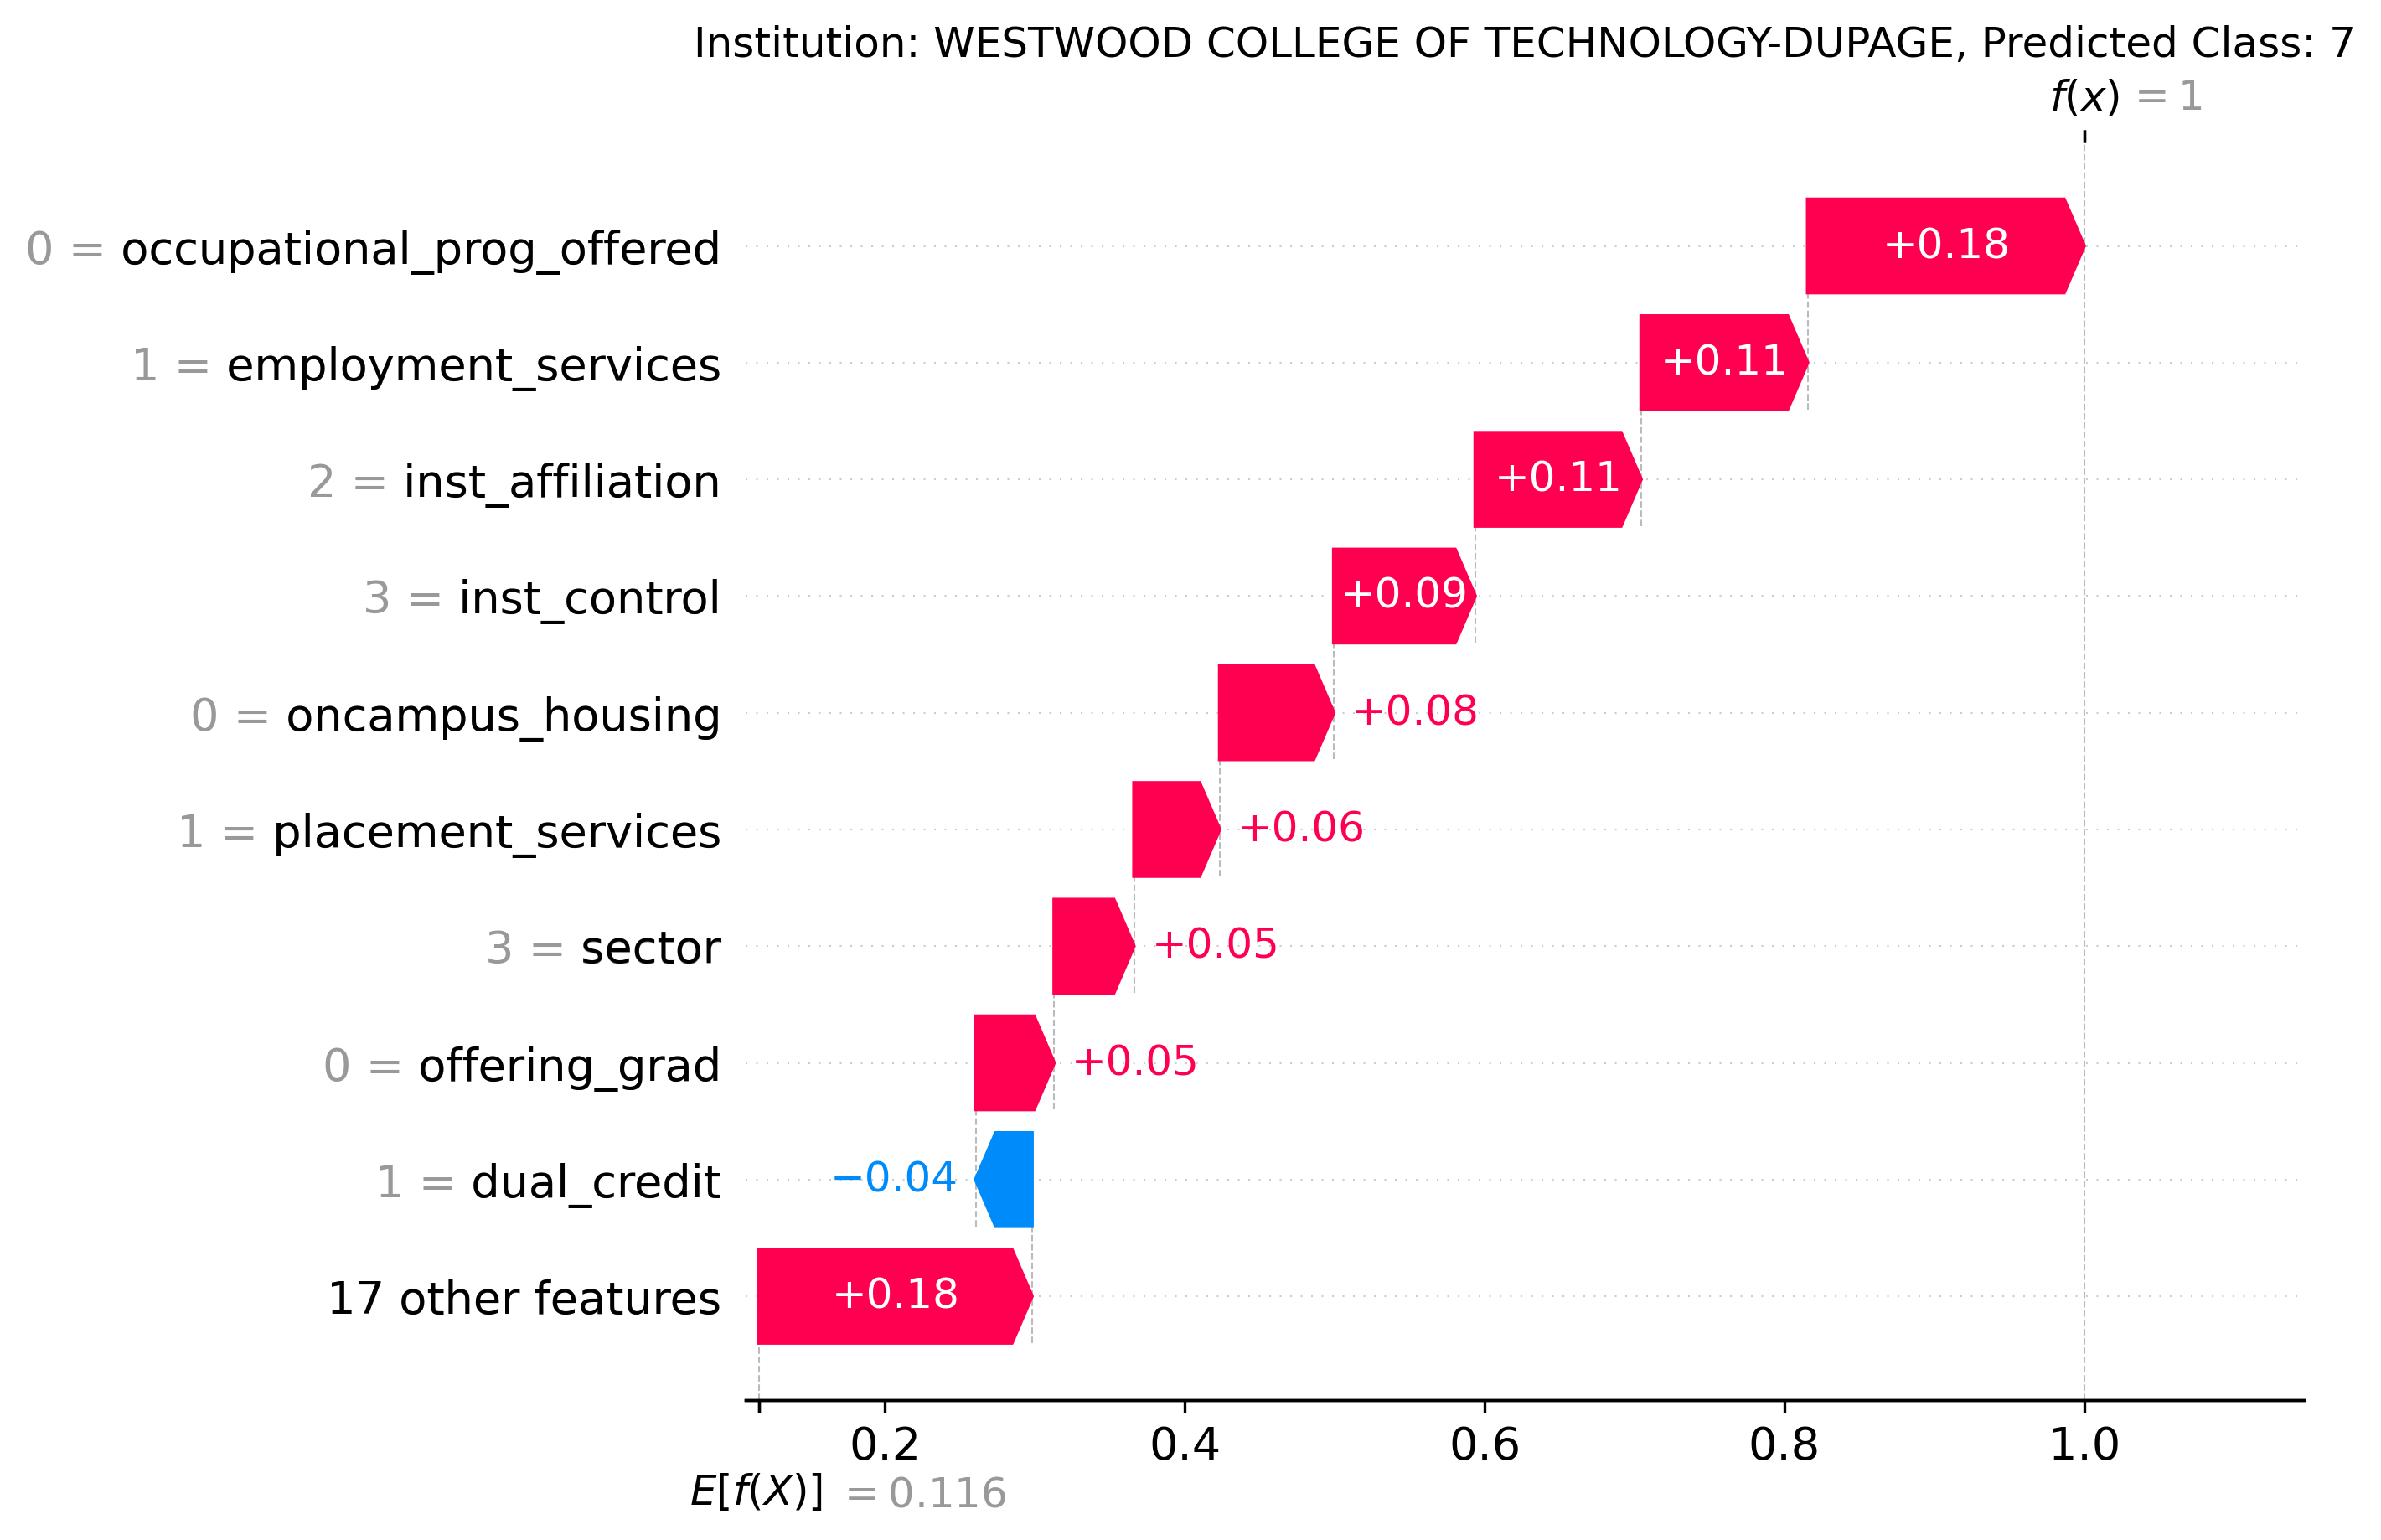 Institution: WESTWOOD COLLEGE OF TECHNOLOGY-DUPAGE, Predicted Class: 7
f(x) = 1
0 = occupational_prog_offered +0.18
1 = employment_services +0.11
2 = inst_affiliation +0.11
3 = inst_control +0.09
0 = oncampus_housing +0.08
1 = placement_services +0.06
3 = sector +0.05
0 = offering_grad +0.05
1 = dual_credit −0.04
17 other features +0.18
0.2 0.4 0.6 0.8 1.0
E[f(X)] = 0.116